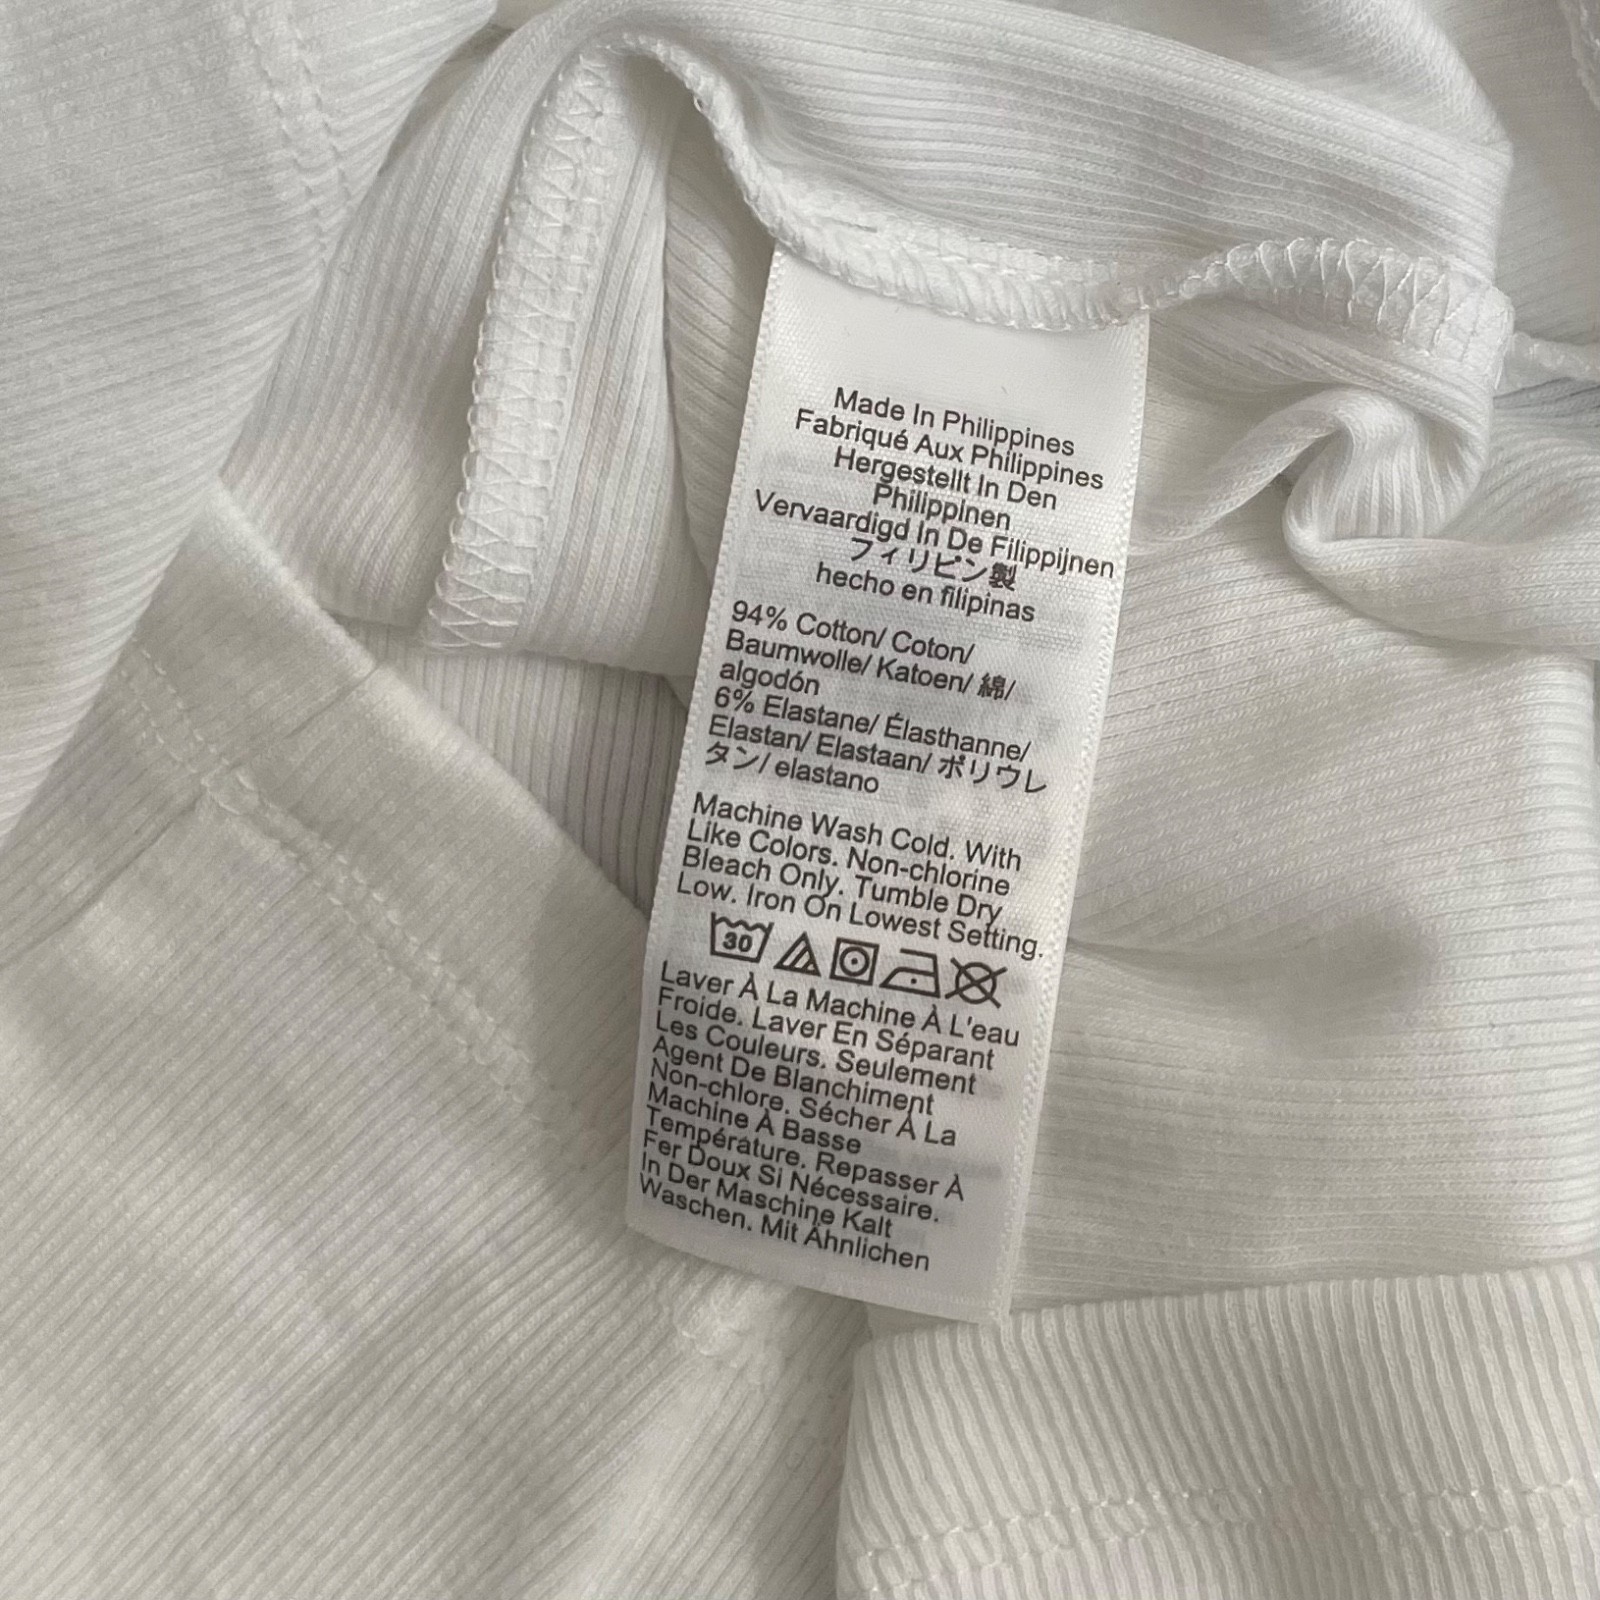 Made In Philippines
Fabriqué Aux Philippines
Hergestellt In Den
Philippinen
Vervaardigd In De Filippijnen
フィリピン製
hecho en filipinas
94% Cotton/ Coton/
Baumwolle/ Katoen/ 綿/
algodón
6% Elastane/ Élasthanne/
Elastan/ Elastaan/ ポリウレ
タン/ elastano
Machine Wash Cold. With
Like Colors. Non-chlorine
Bleach Only. Tumble Dry
Low. Iron On Lowest Setting.
30
Laver À La Machine À L'eau
Froide. Laver En Séparant
Les Couleurs. Seulement
Agent De Blanchiment
Non-chlore. Sécher À La
Machine À Basse
Température. Repasser À
Fer Doux Si Nécessaire.
In Der Maschine Kalt
Waschen. Mit Ähnlichen